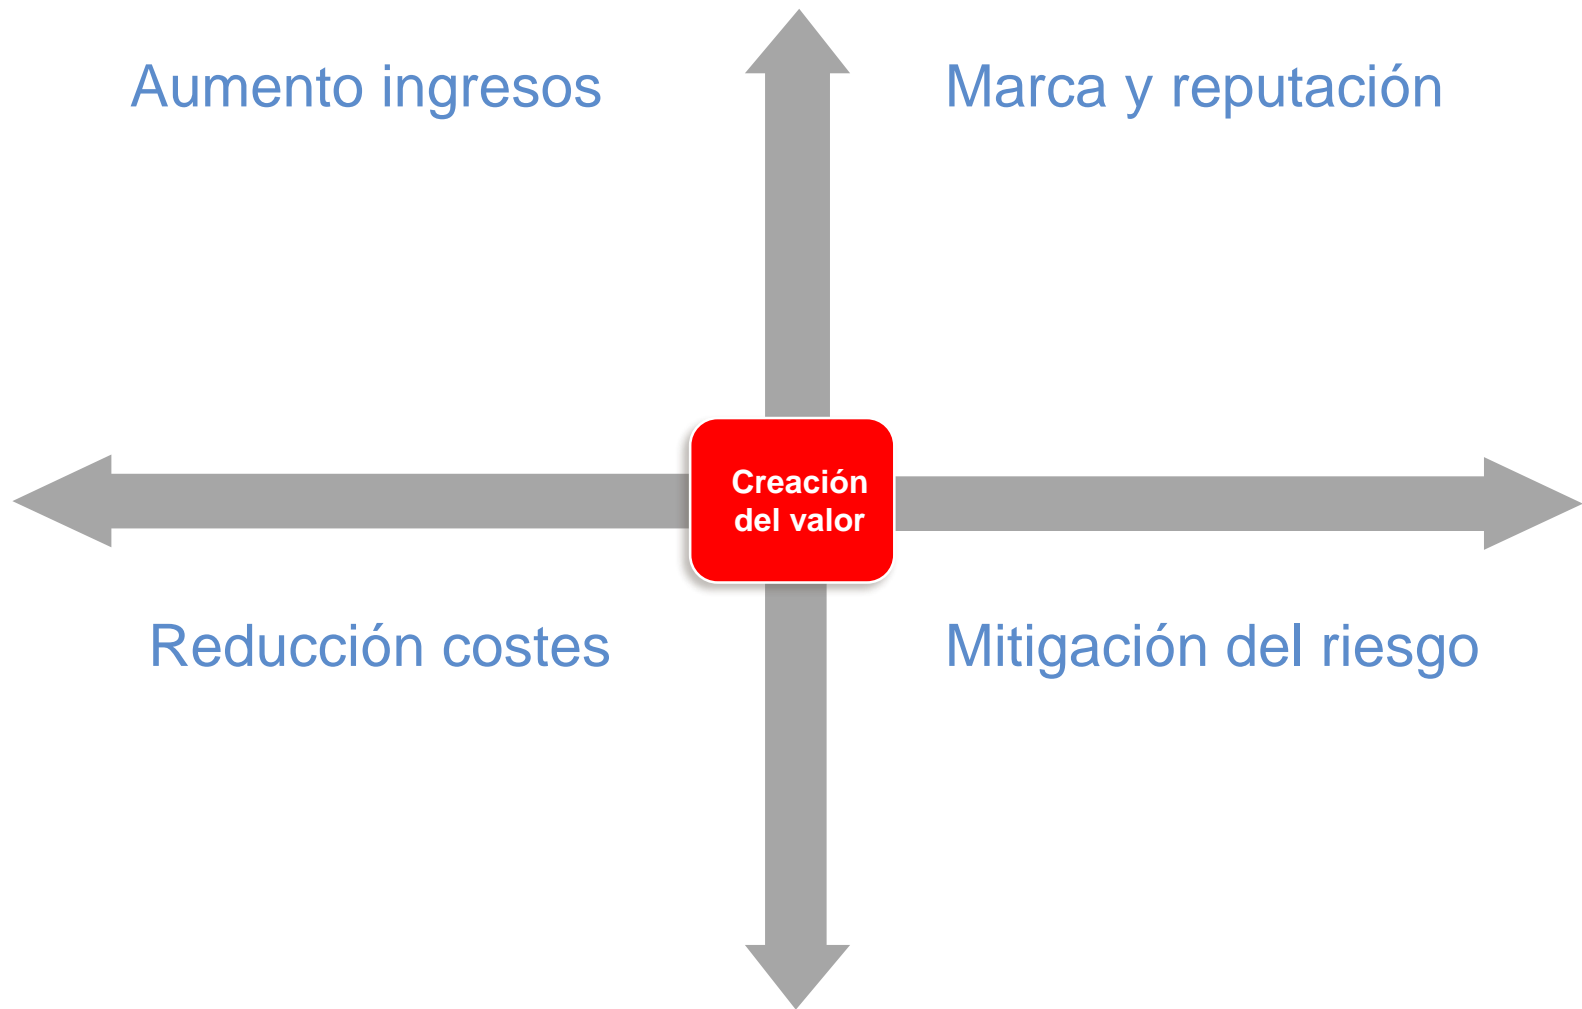 Aumento ingresos
Marca y reputación
Creación
del valor
Reducción costes
Mitigación del riesgo